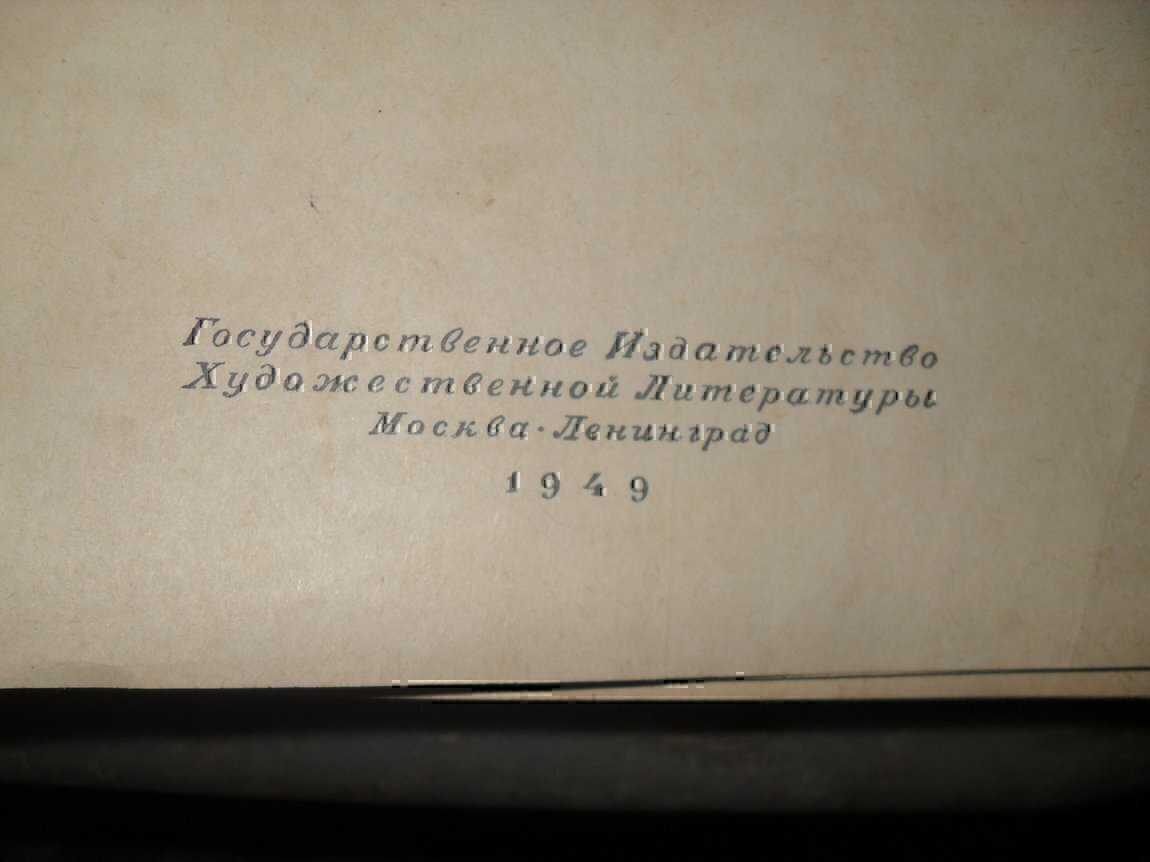 Государственное Издательство
Художественной Литературы
Москва·Ленинград
1949